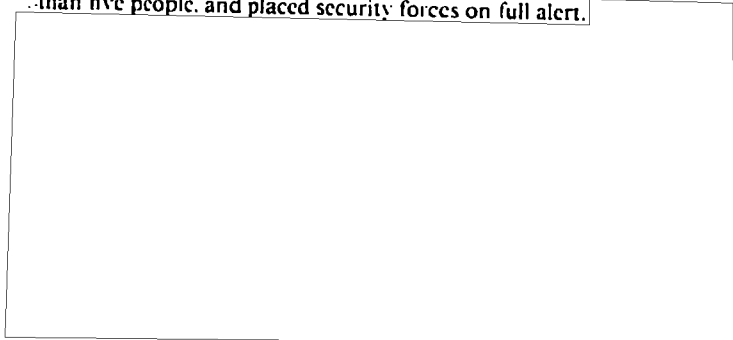 than five people, and placed security forces on full alert.